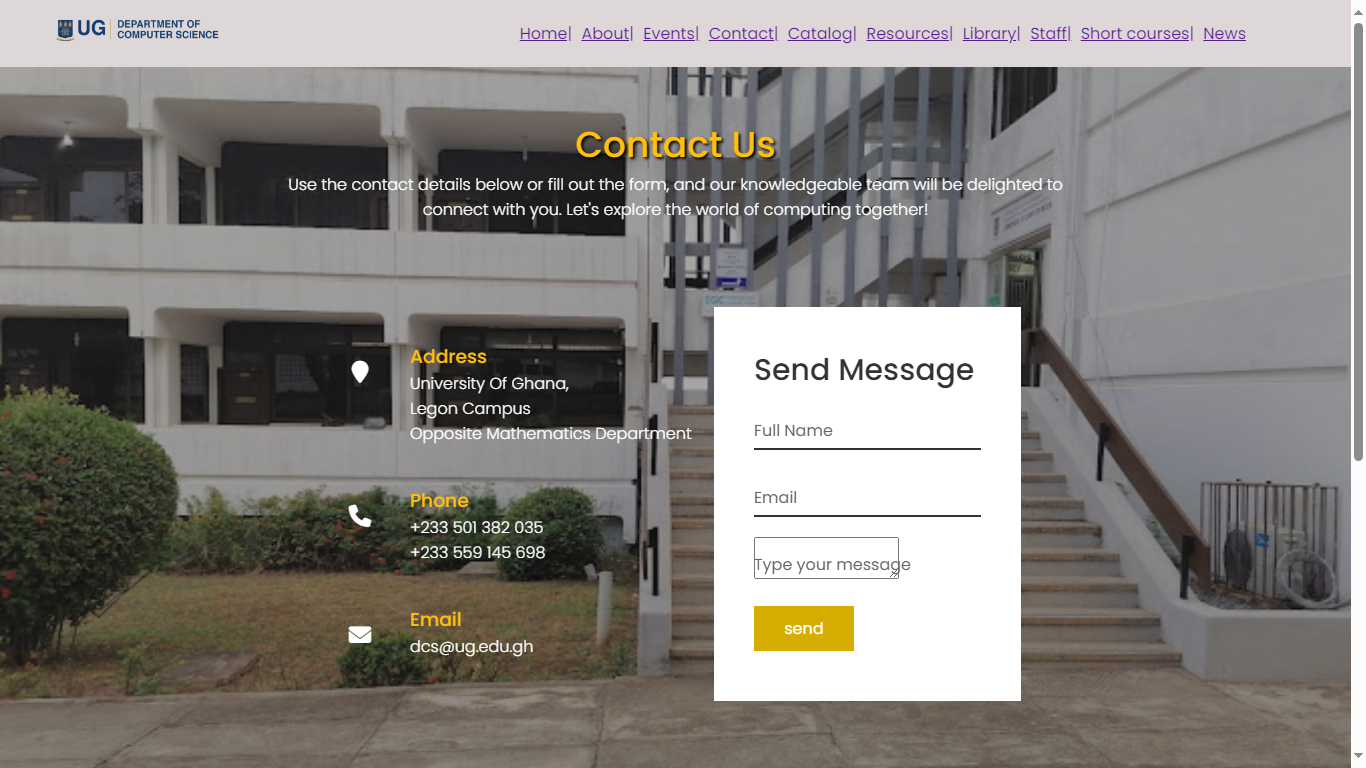 UG DEPARTMENT OF
COMPUTER SCIENCE
Home| About| Events| Contact| Catalog| Resources| Library| Staff| Short courses| News
Contact Us
Use the contact details below or fill out the form, and our knowledgeable team will be delighted to
connect with you. Let's explore the world of computing together!
Address
University Of Ghana,
Legon Campus
Opposite Mathematics Department
Phone
+233 501 382 035
+233 559 145 698
Email
dcs@ug.edu.gh
Send Message
Full Name
Email
Type your message
send